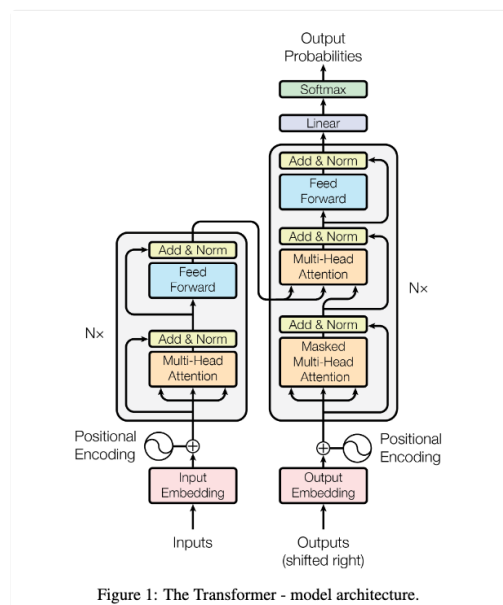 Output
Probabilities
Softmax
Linear
Add & Norm
Feed
Forward
Add & Norm
Multi-Head
Attention
Nx
Add & Norm
Masked
Multi-Head
Attention
Add & Norm
Feed
Forward
Nx
Add & Norm
Multi-Head
Attention
Positional
Encoding
Positional
Encoding
Input
Embedding
Output
Embedding
Inputs
Outputs
(shifted right)
Figure 1: The Transformer - model architecture.